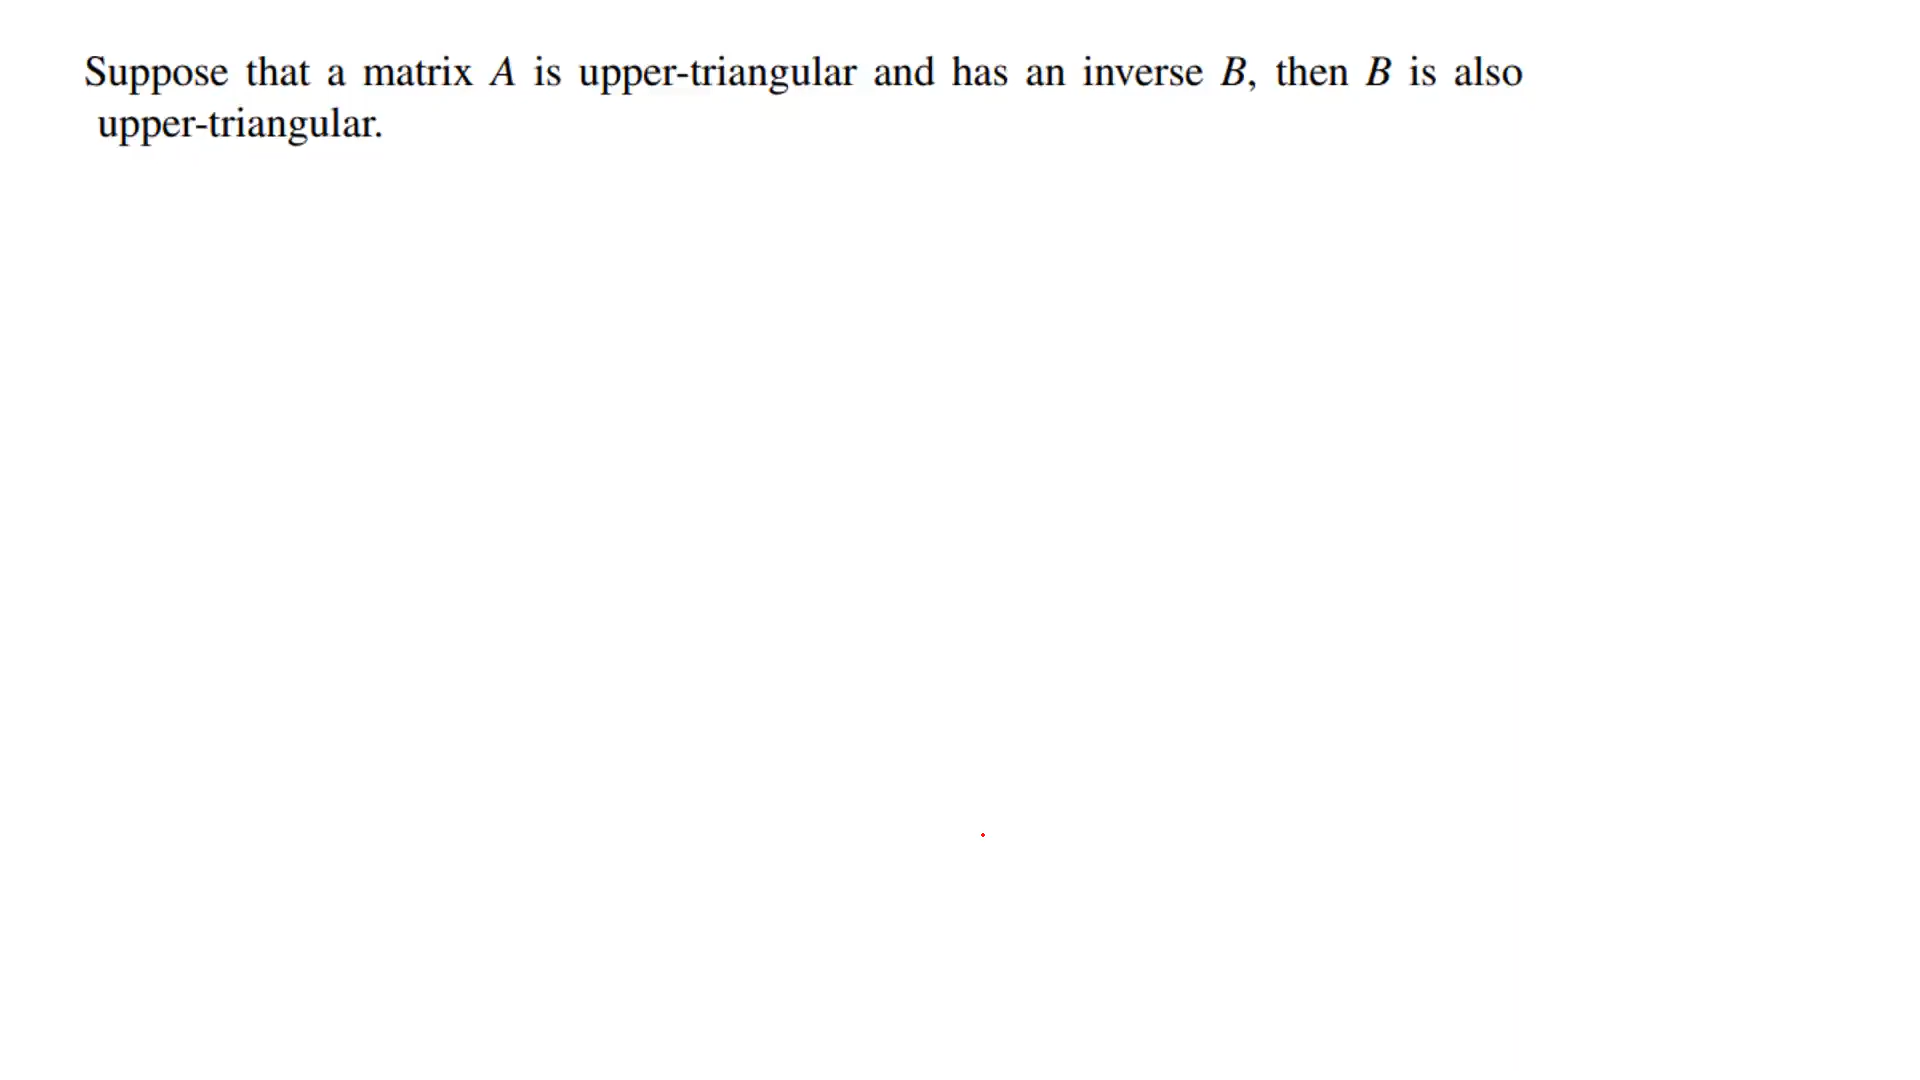 Suppose that a matrix A is upper-triangular and has an inverse B, then B is also
upper-triangular.